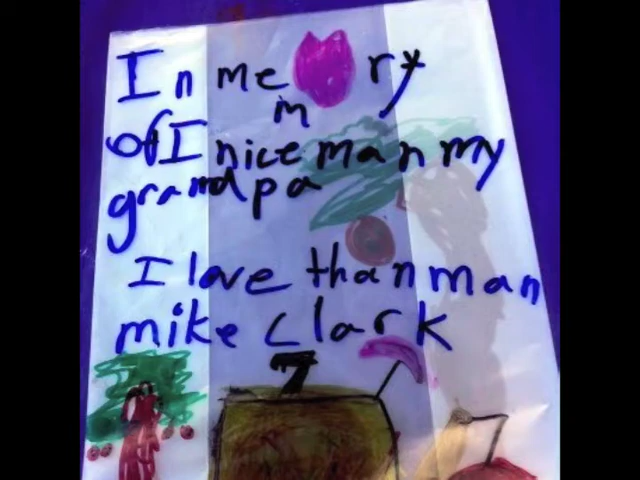 In me ry
m
of I nice man my
grandpa
I love than man
mike clark